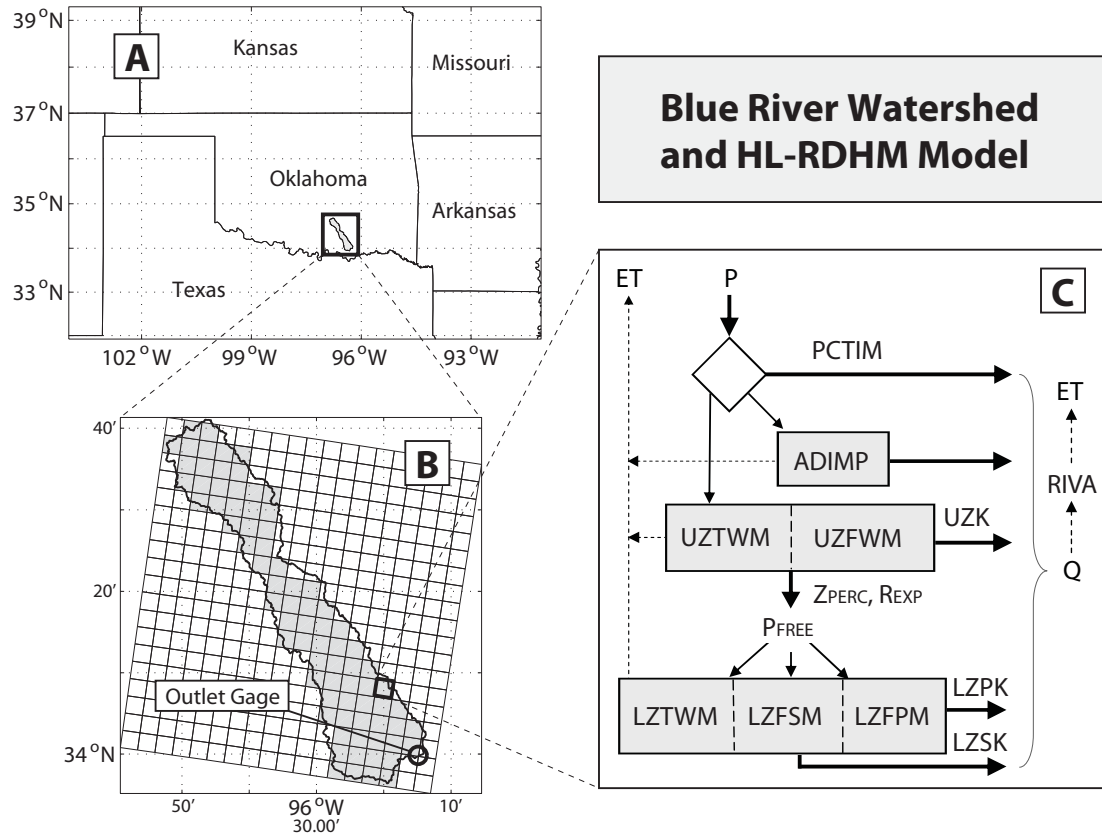 39°N
37°N
35°N
33°N
A
Kansas
Missouri
Oklahoma
Arkansas
Texas
102°W
99°W
96°W
93°W
Blue River Watershed
and HL-RDHM Model
B
40'
20'
34°N
Outlet Gage
50'
96°W
30.00'
10'
C
ET
P
PCTIM
ADIMP
UZTWM
UZFWM
UZK
ZPERC, REXP
PFREE
LZTWM
LZFSM
LZFPM
LZPK
LZSK
ET
RIVA
Q